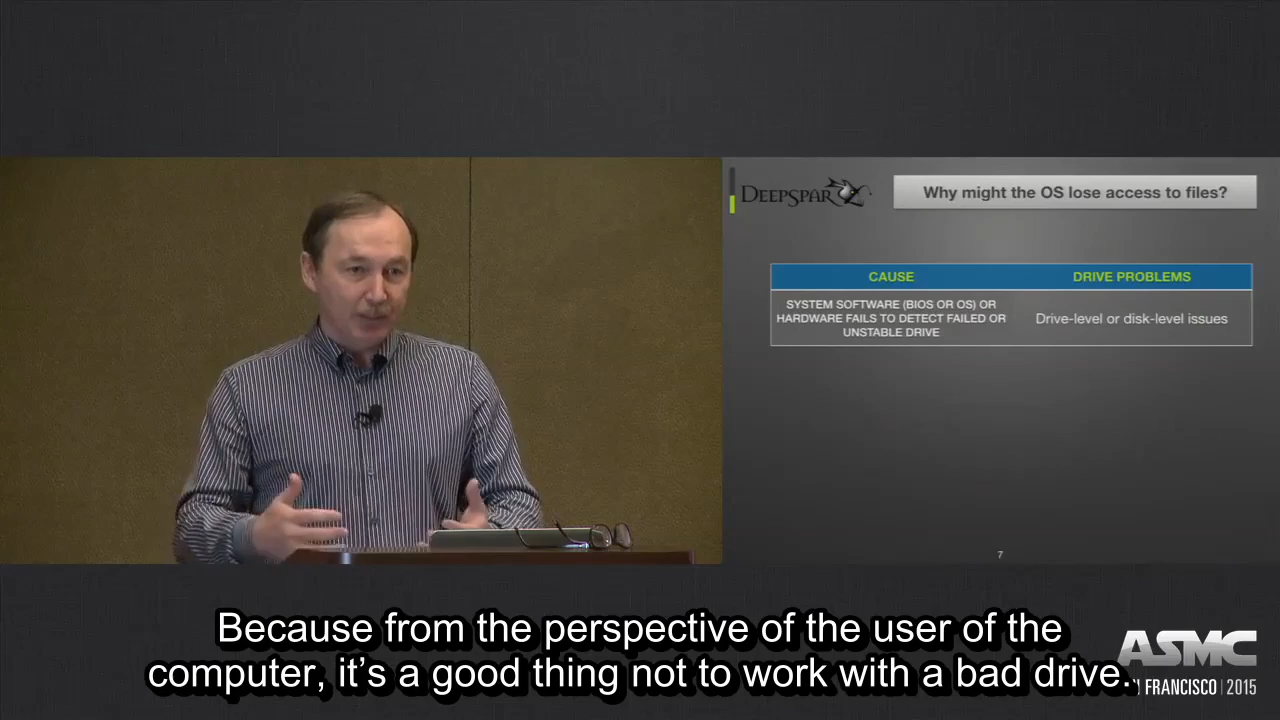 DEEPSPAR
Why might the OS lose access to files?
CAUSE
DRIVE PROBLEMS
SYSTEM SOFTWARE (BIOS OR OS) OR
HARDWARE FAILS TO DETECT FAILED OR
UNSTABLE DRIVE
Drive-level or disk-level issues
7
Because from the perspective of the user of the
computer, it's a good thing not to work with a bad drive.
ASMC
FRANCISCO | 2015